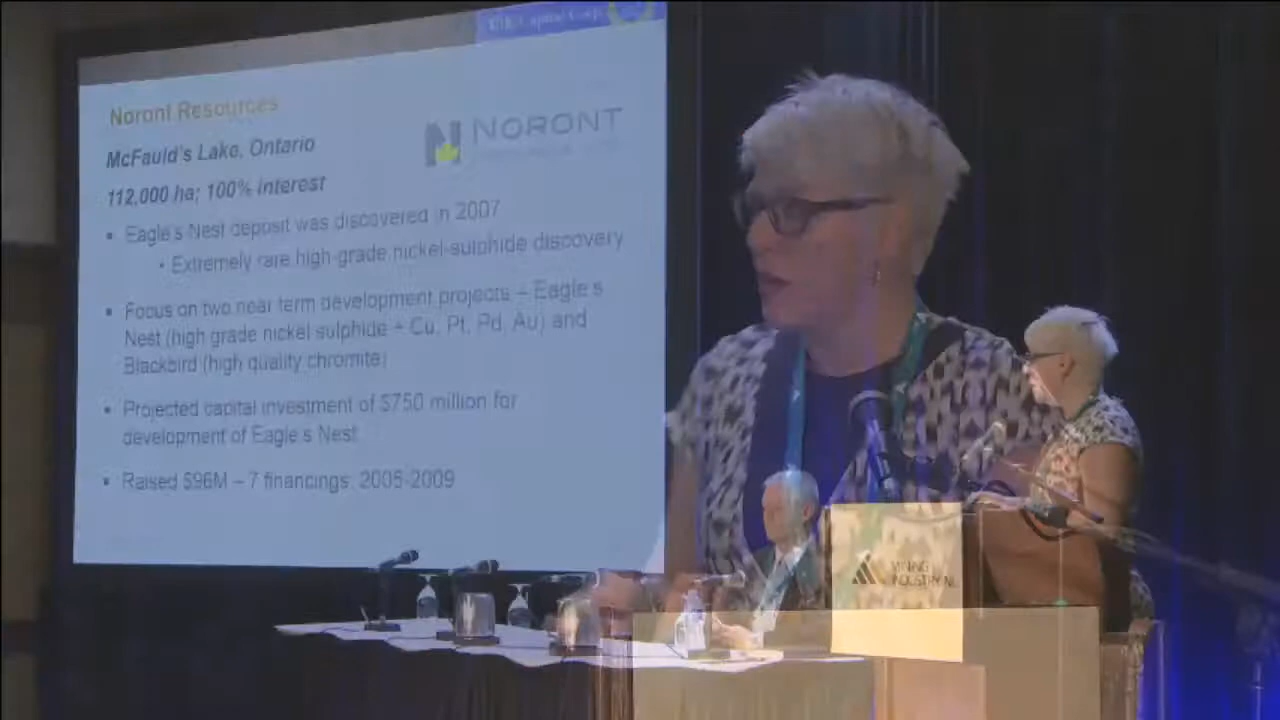 Noront Resources
NORONT
McFauld's Lake, Ontario
112,000 ha; 100% interest
• Eagle's Nest deposit was discovered in 2007
• Extremely rare high-grade nickel-sulphide discovery
• Focus on two near term development projects – Eagle's
Nest (high grade nickel sulphide + Cu, Pt, Pd, Au) and
Blackbird (high quality chromite)
• Projected capital investment of $750 million for
development of Eagle's Nest
• Raised $96M – 7 financings: 2005-2009
MINING
INDUSTRY NL